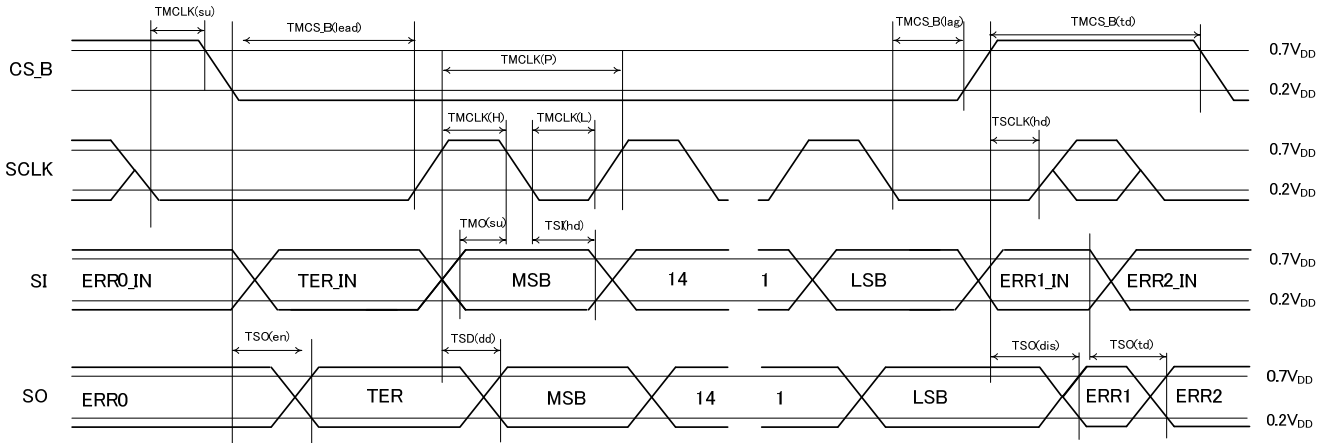 TMCLK(su)
TMCS_B(lead)
TMCS_B(lag)
TMCS_B(td)
CS_B
TMCLK(P)
0.7VDD
0.2VDD
TMCLK(H)
TMCLK(L)
TSCLK(hd)
SCLK
0.7VDD
0.2VDD
TMO(su)
TSI(hd)
SI
ERR0_IN
TER_IN
MSB
14
1
LSB
ERR1_IN
ERR2_IN
0.7VDD
0.2VDD
TSO(en)
TSD(dd)
TSO(dis)
TSO(td)
SO
ERR0
TER
MSB
14
1
LSB
ERR1
ERR2
0.7VDD
0.2VDD